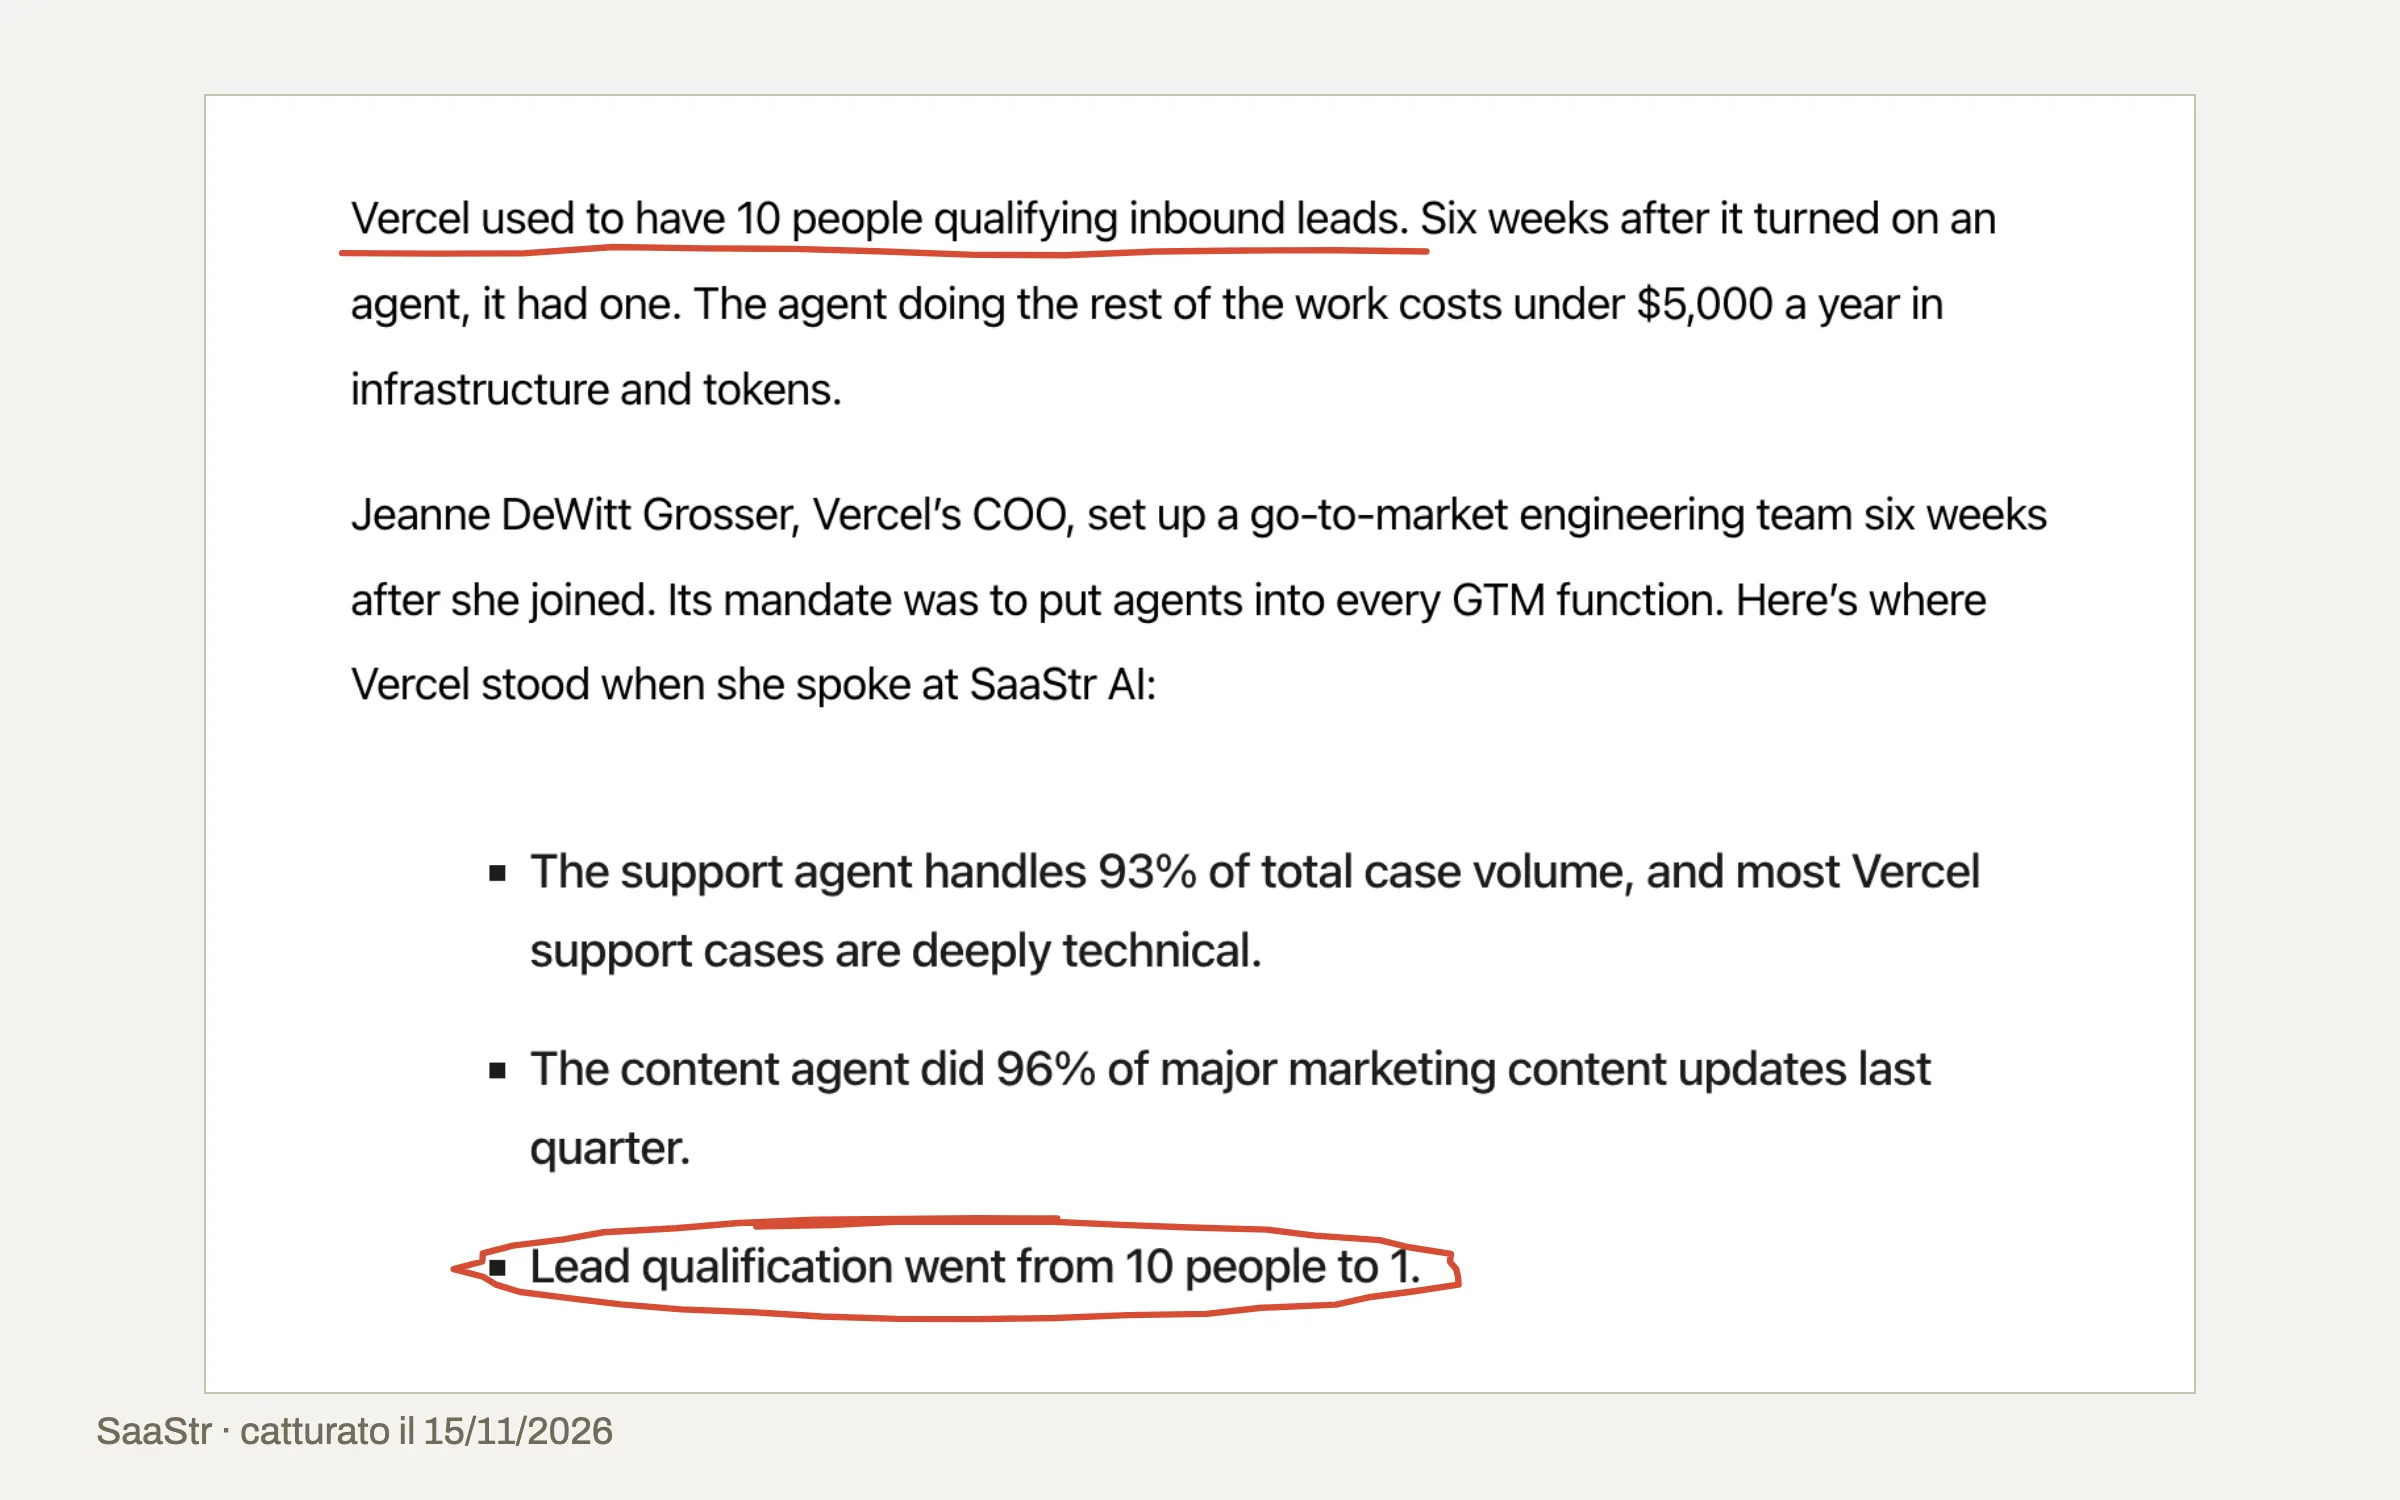 Vercel used to have 10 people qualifying inbound leads. Six weeks after it turned on an
agent, it had one. The agent doing the rest of the work costs under $5,000 a year in
infrastructure and tokens.
Jeanne DeWitt Grosser, Vercel’s COO, set up a go-to-market engineering team six weeks
after she joined. Its mandate was to put agents into every GTM function. Here’s where
Vercel stood when she spoke at SaaStr AI:
▪ The support agent handles 93% of total case volume, and most Vercel
support cases are deeply technical.
▪ The content agent did 96% of major marketing content updates last
quarter.
▪ Lead qualification went from 10 people to 1.
SaaStr · catturato il 15/11/2026